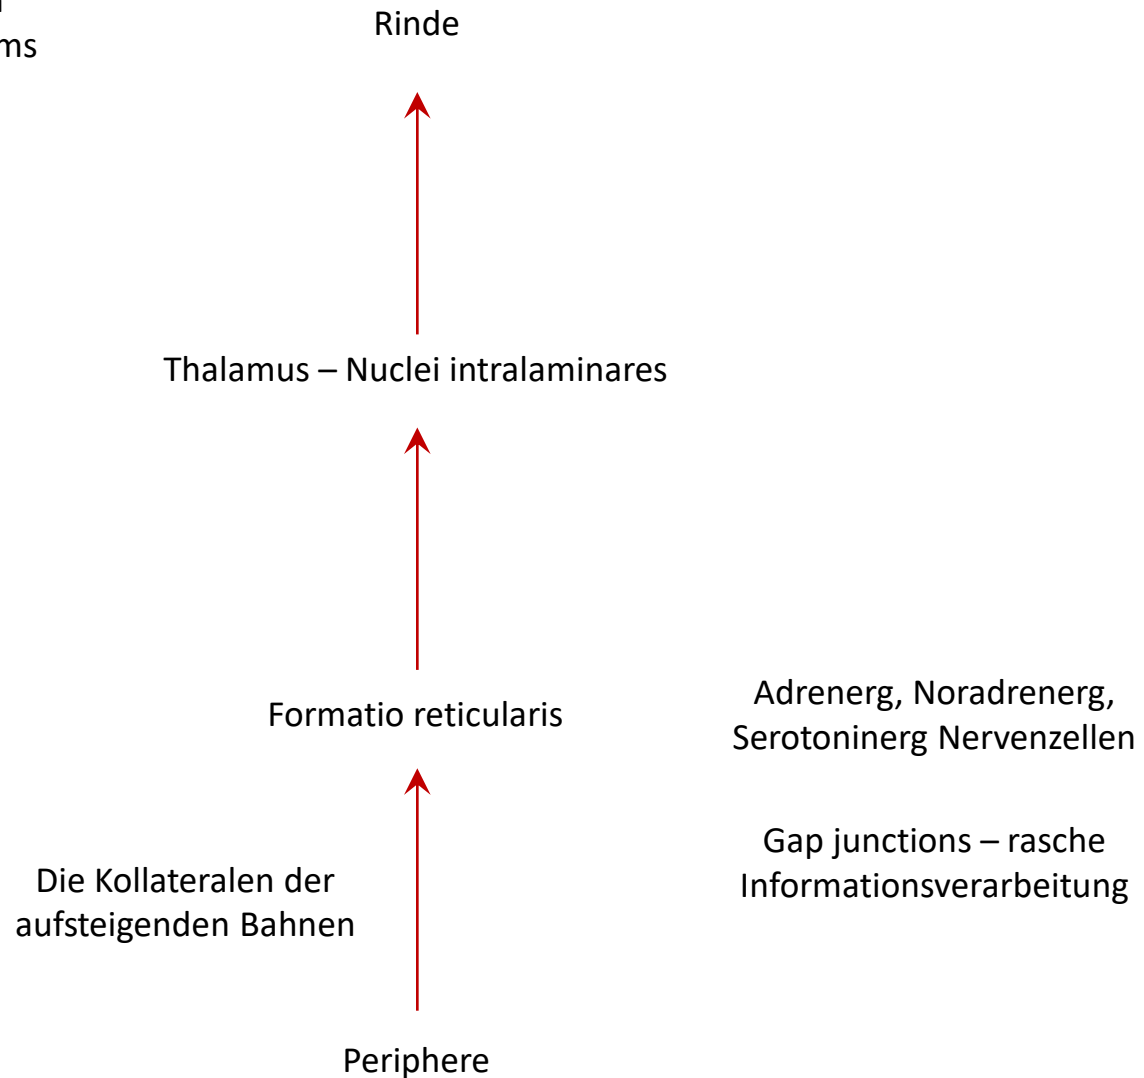 ms
Rinde
Thalamus – Nuclei intralaminares
Formatio reticularis
Adrenerg, Noradrenerg,
Serotoninerg Nervenzellen
Gap junctions – rasche
Informationsverarbeitung
Die Kollateralen der
aufsteigenden Bahnen
Periphere